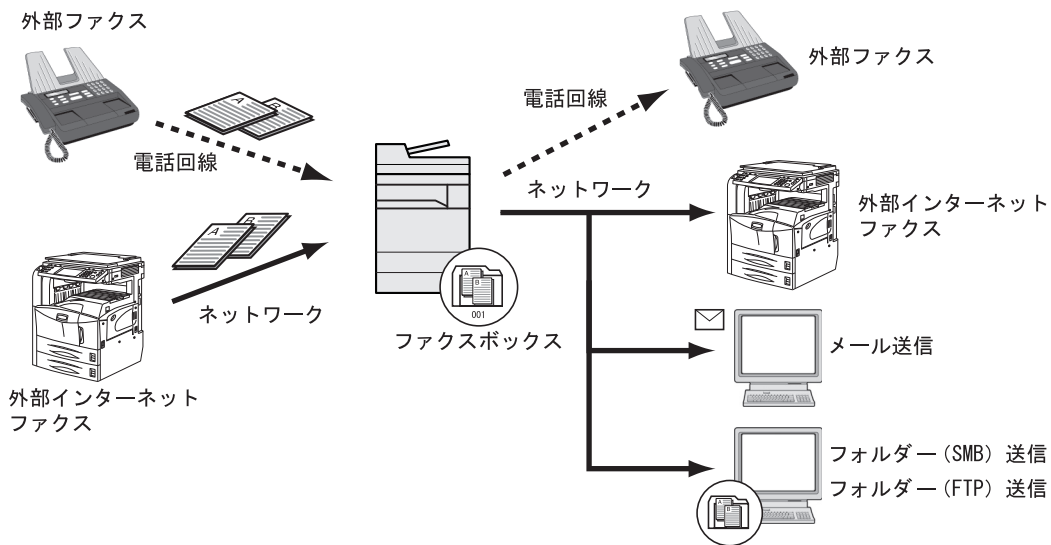 外部ファクス
A
B
電話回線
A
B
ネットワーク
外部インターネット
ファクス
A
B
001
ファクスボックス
電話回線
外部ファクス
ネットワーク
外部インターネット
ファクス
メール送信
フォルダー(SMB) 送信
フォルダー(FTP) 送信
A
B